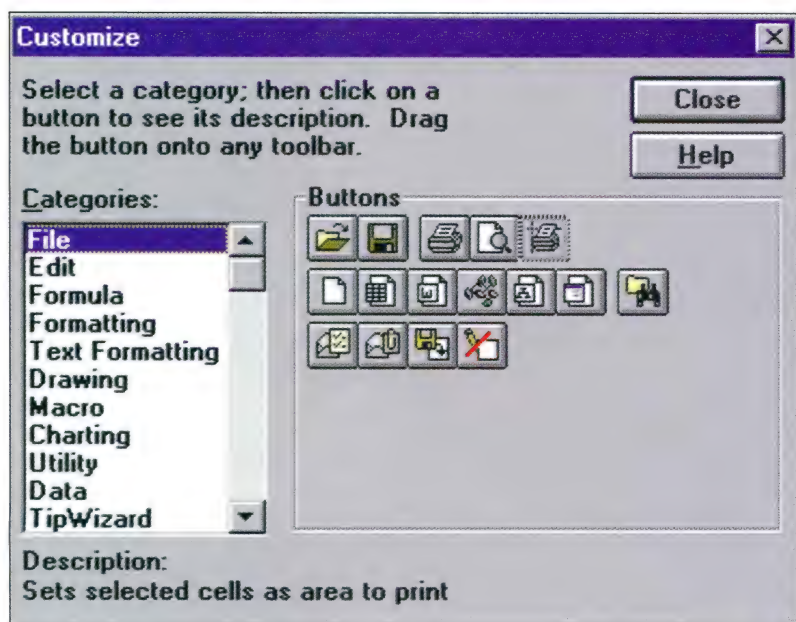 Customize
Select a category; then click on a
button to see its description. Drag
the button onto any toolbar.
Close
Help
Categories:
File
Edit
Formula
Formatting
Text Formatting
Drawing
Macro
Charting
Utility
Data
TipWizard
Buttons
Description:
Sets selected cells as area to print